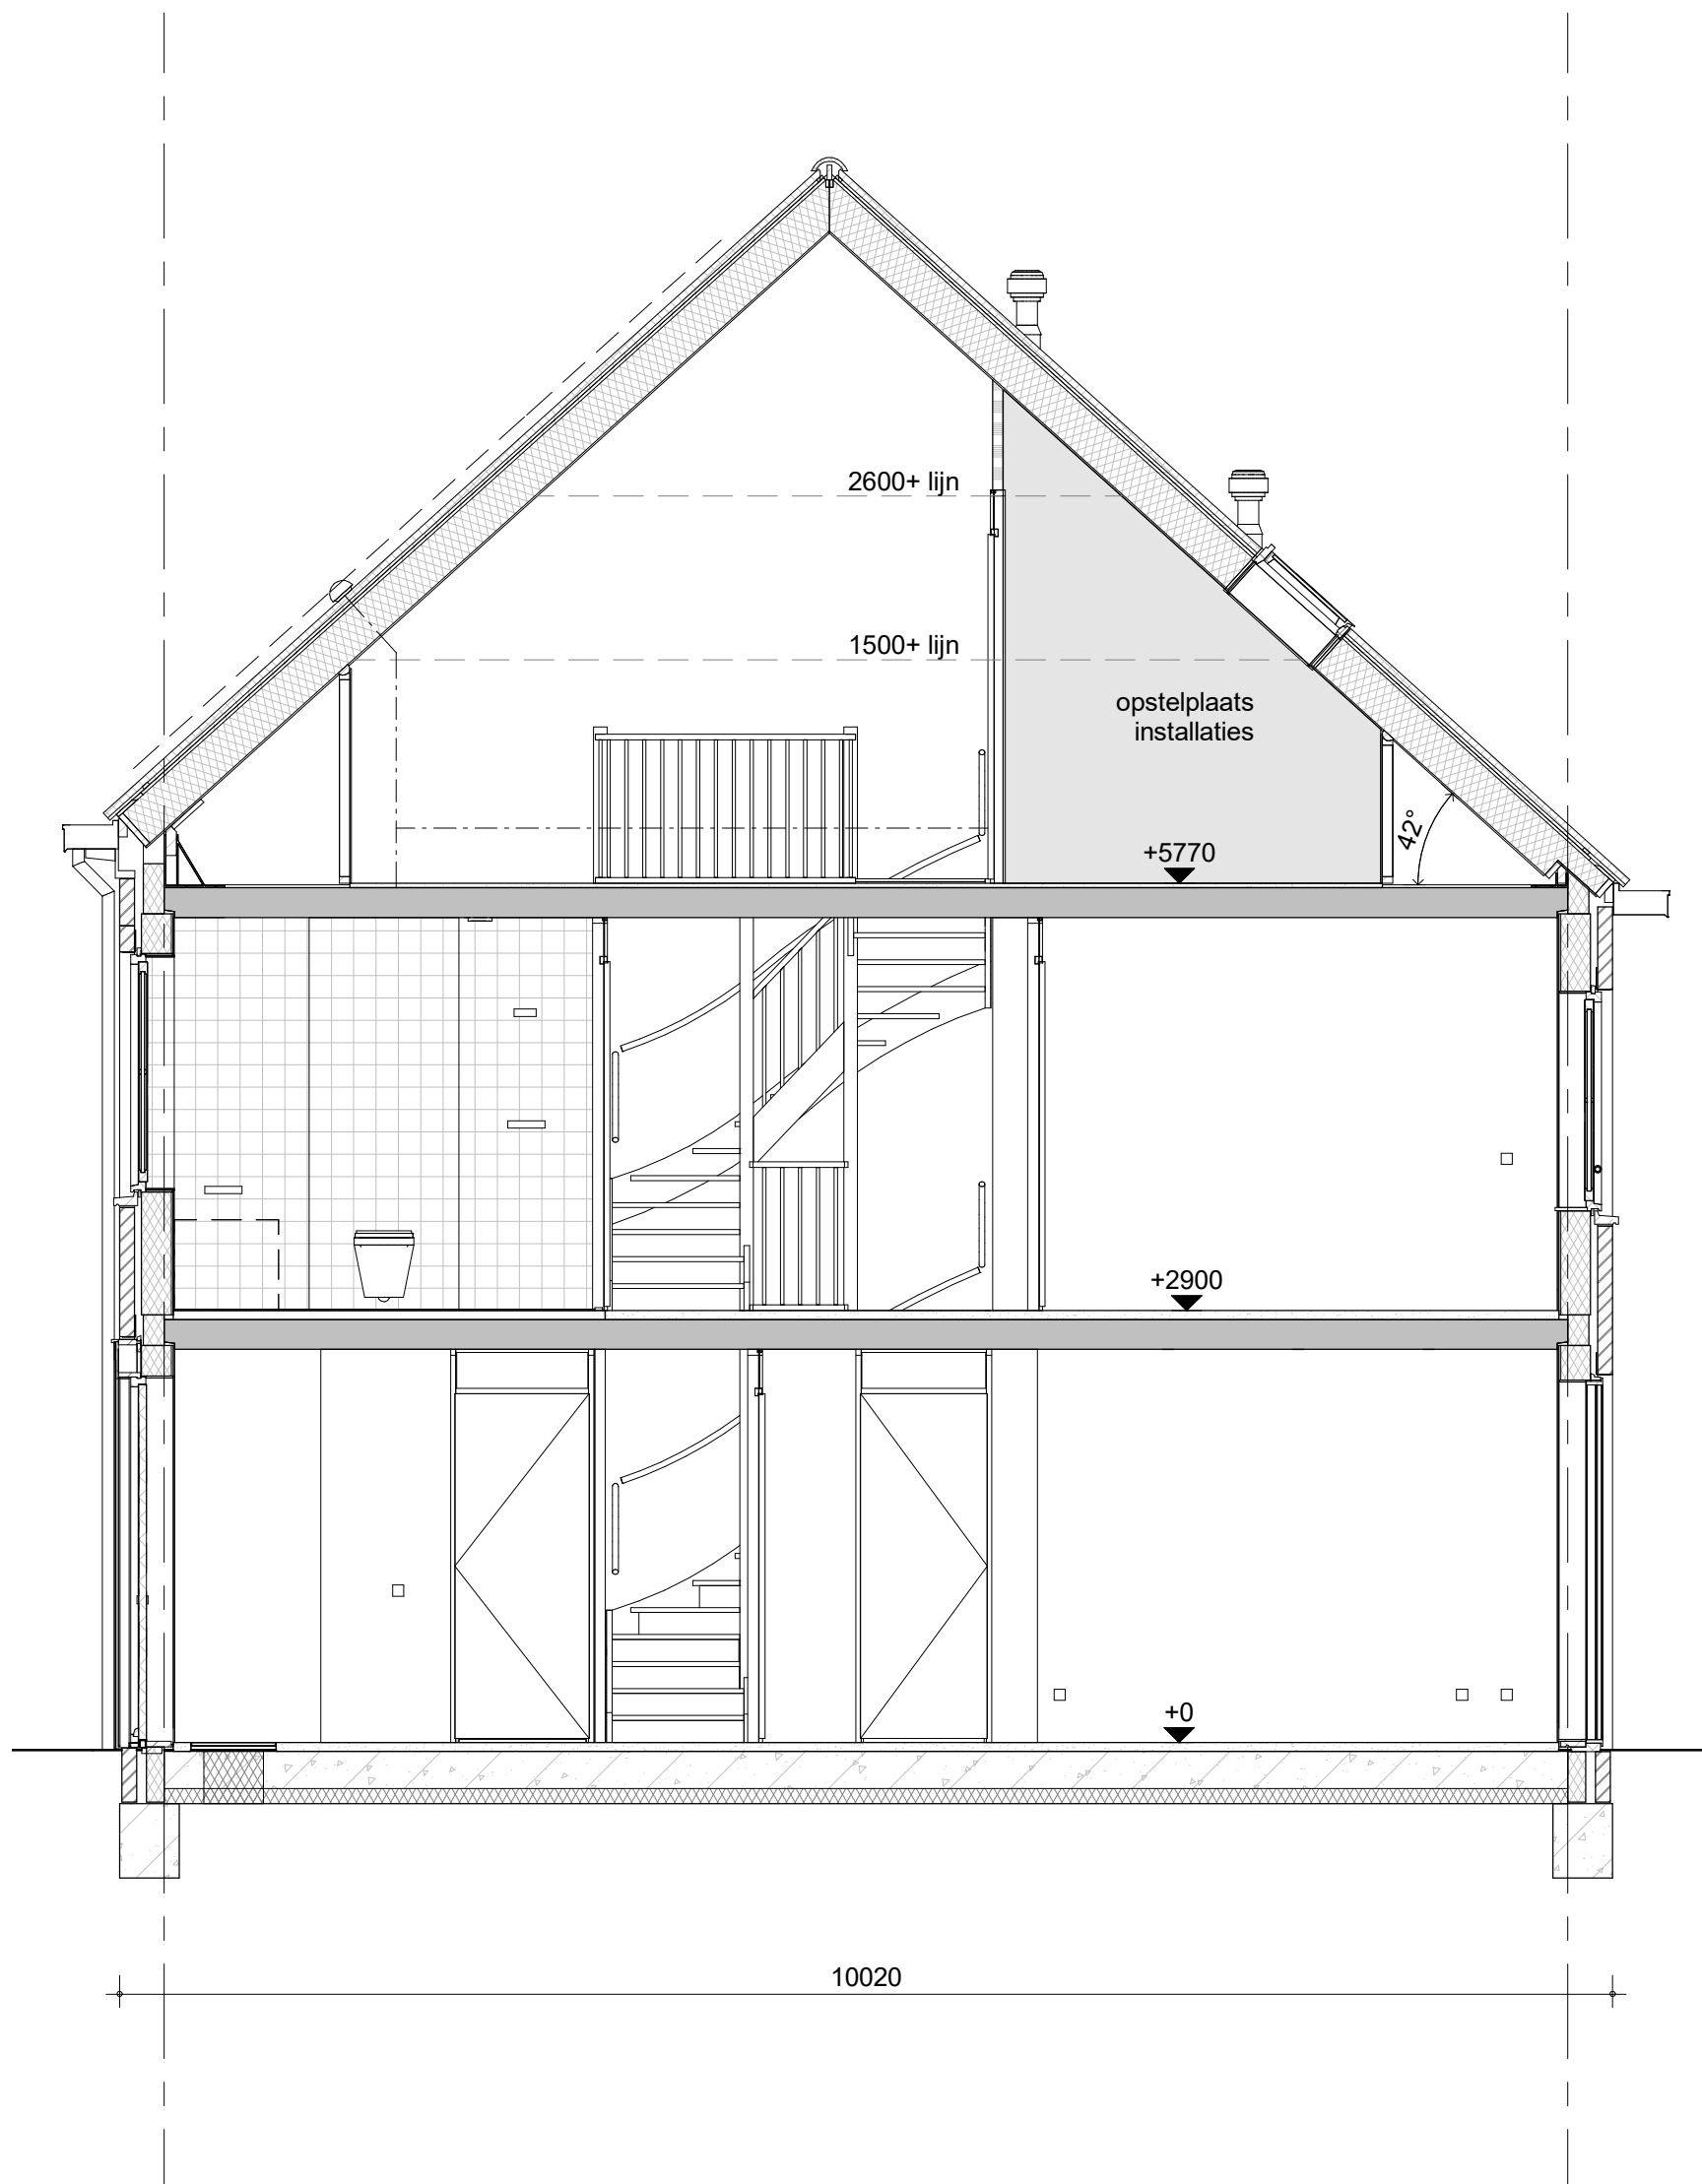 2600+ lijn
1500+ lijn
opstelplaats
installaties
42°
+5770
+2900
+0
10020